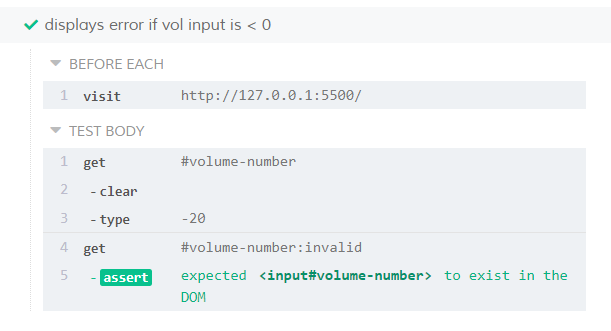 displays error if vol input is < 0
BEFORE EACH
1 visit http://127.0.0.1:5500/
TEST BODY
1 get #volume-number
2 -clear
3 -type -20
4 get #volume-number:invalid
5 -assert expected <input#volume-number> to exist in the
DOM